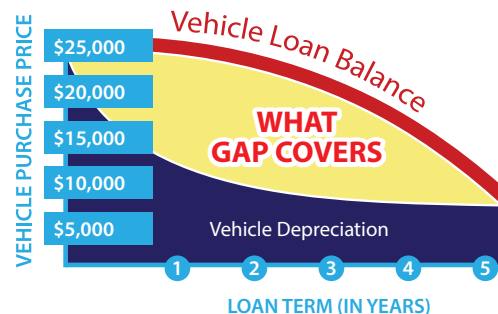 VEHICLE PURCHASE PRICE
$25,000
$20,000
$15,000
$10,000
$5,000
Vehicle Loan Balance
WHAT
GAP COVERS
Vehicle Depreciation
1 2 3 4 5
LOAN TERM (IN YEARS)